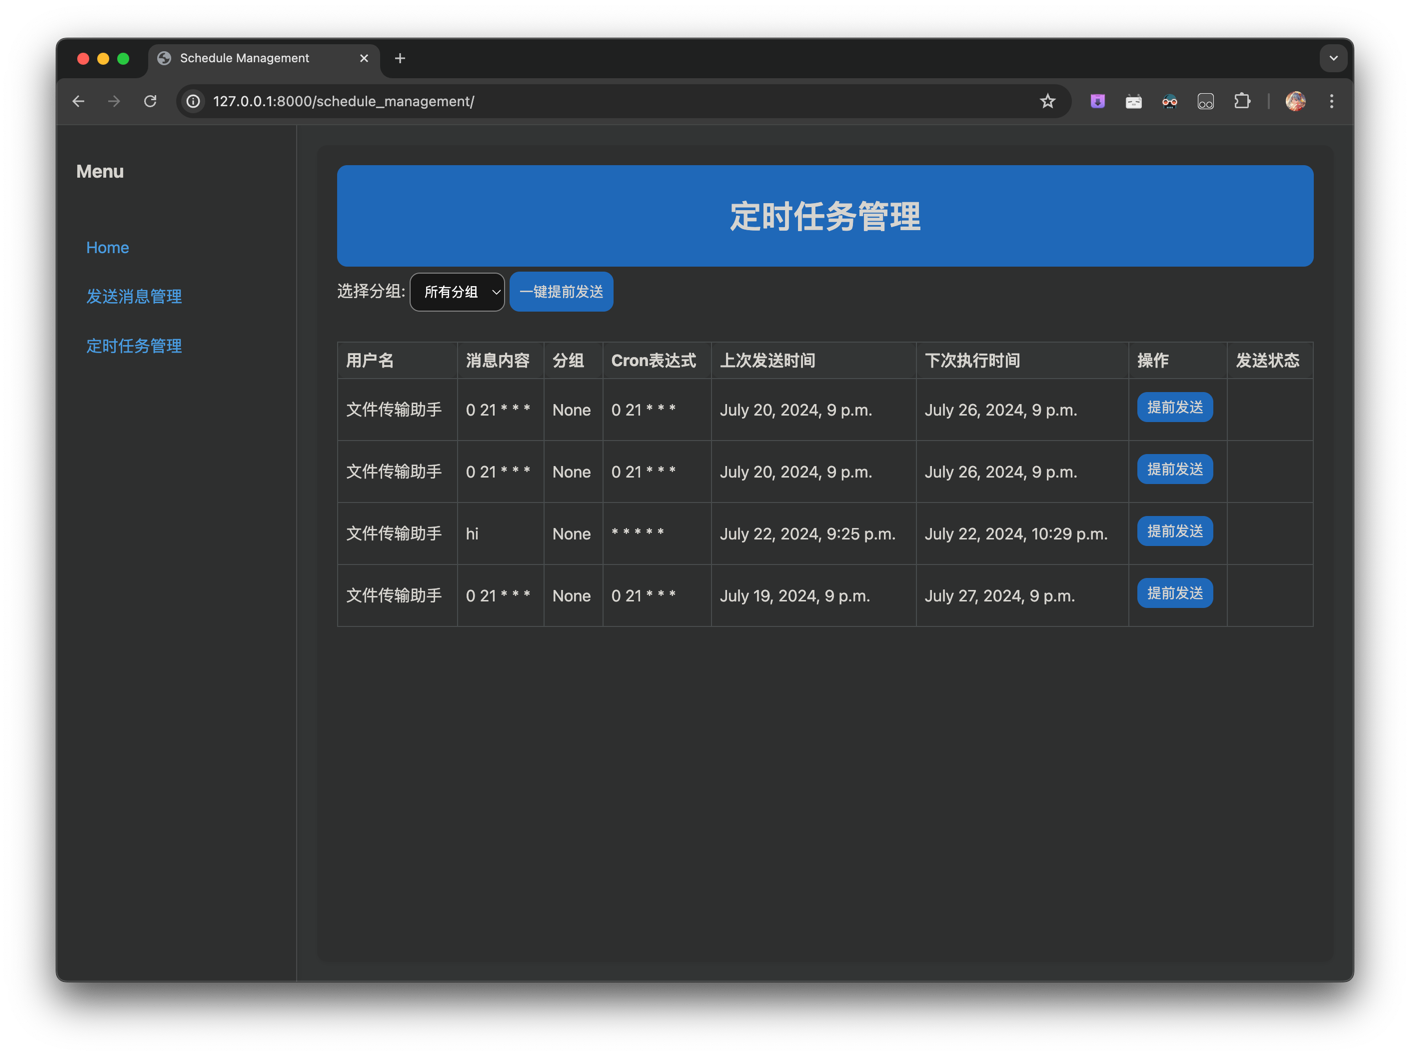 Schedule Management
127.0.0.1:8000/schedule_management/
Menu
Home
发送消息管理
定时任务管理
定时任务管理
选择分组: 所有分组 一键提前发送
用户名 消息内容 分组 Cron表达式 上次发送时间 下次执行时间 操作 发送状态
文件传输助手 0 21 * * * None 0 21 * * * July 20, 2024, 9 p.m. July 26, 2024, 9 p.m. 提前发送
文件传输助手 0 21 * * * None 0 21 * * * July 20, 2024, 9 p.m. July 26, 2024, 9 p.m. 提前发送
文件传输助手 hi None * * * * * July 22, 2024, 9:25 p.m. July 22, 2024, 10:29 p.m. 提前发送
文件传输助手 0 21 * * * None 0 21 * * * July 19, 2024, 9 p.m. July 27, 2024, 9 p.m. 提前发送